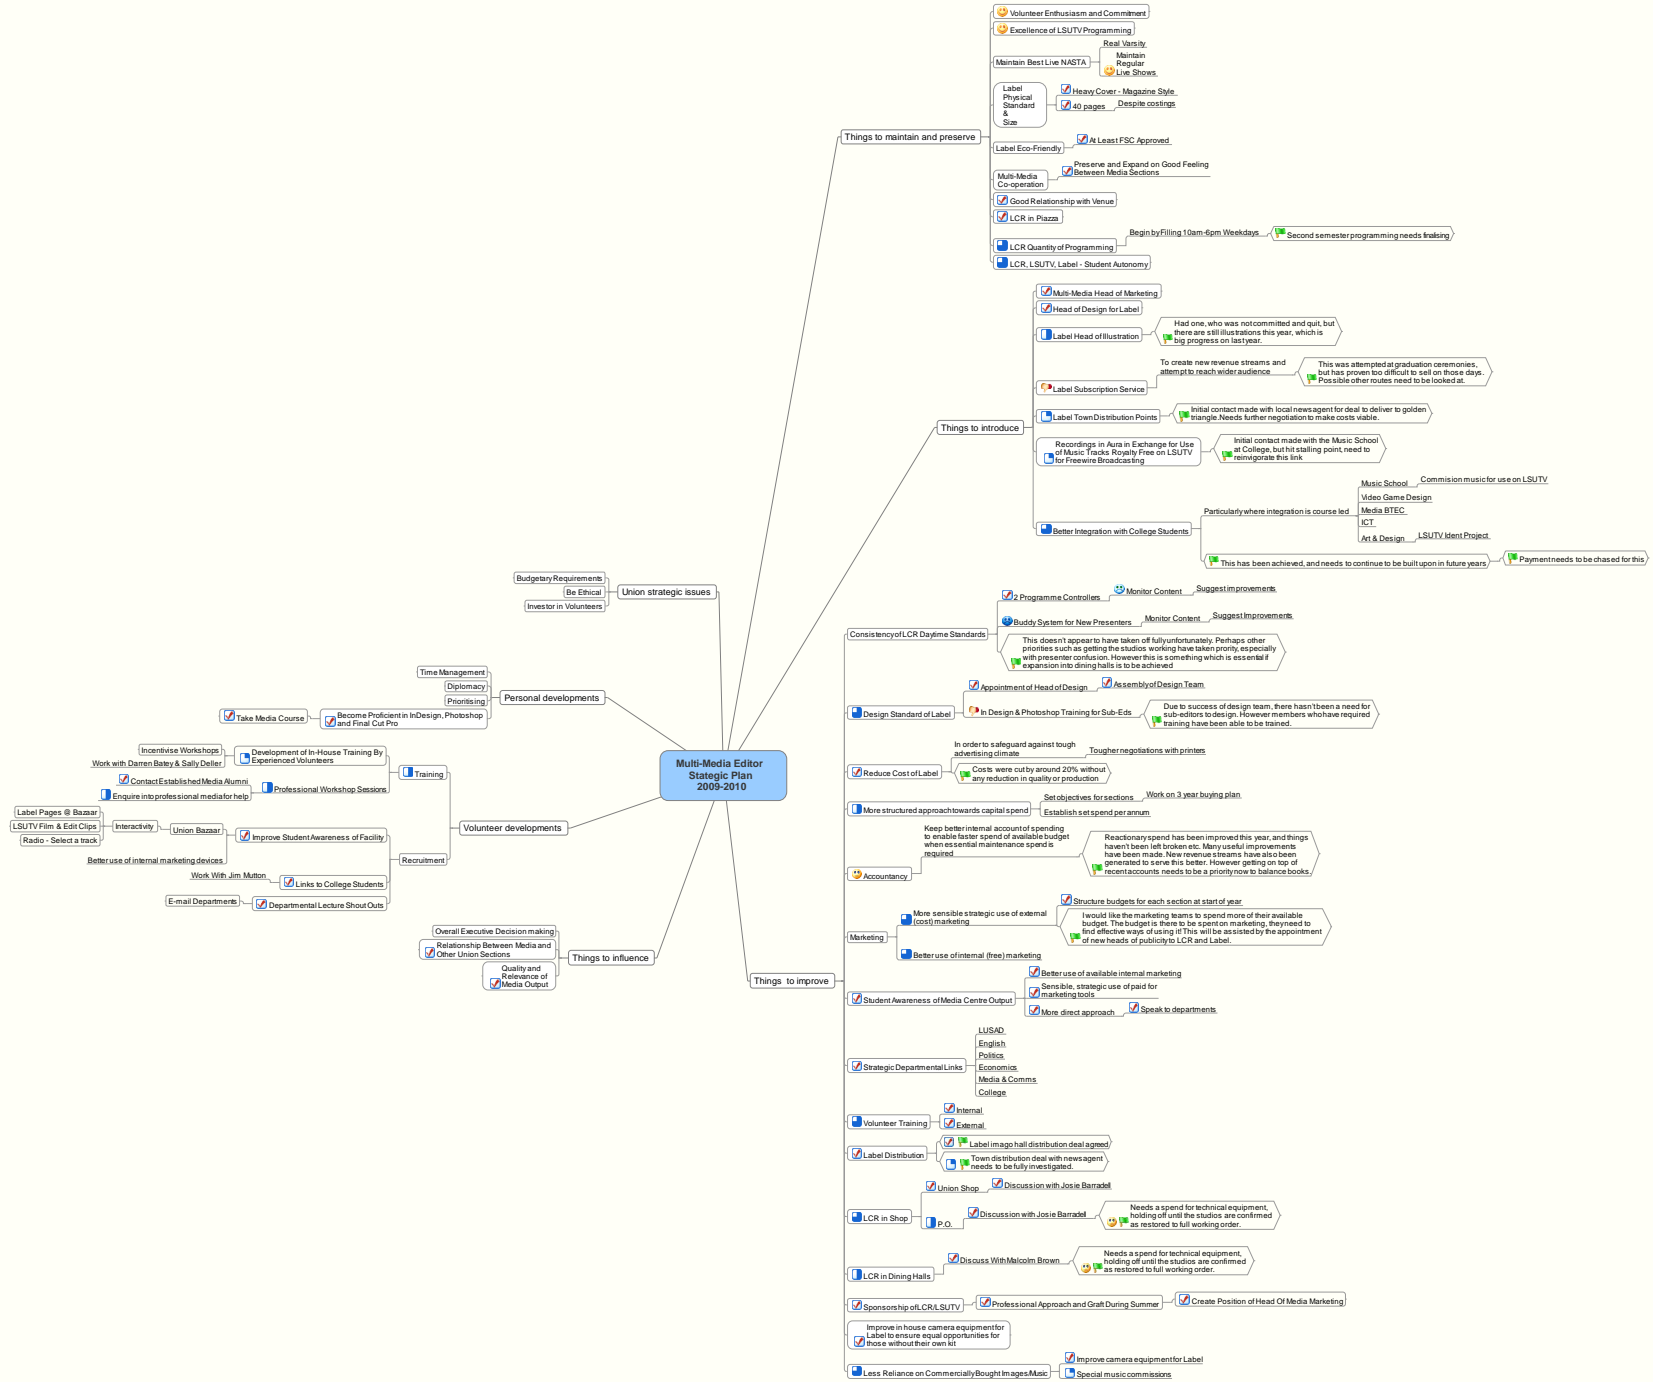 Volunteer Enthusiasm and Commitment
Excellence of LSUTV Programming
Maintain Best Live NASTA
Real Varsity
Maintain
Regular
Live Shows
Label
Physical
Standard
&
Size
Heavy Cover - Magazine Style
40 pages
Despite costings
Things to maintain and preserve
Label Eco-Friendly
At Least FSC Approved
Multi-Media
Co-operation
Preserve and Expand on Good Feeling
Between Media Sections
Good Relationship with Venue
LCR in Piazza
LCR Quantity of Programming
Begin by Filling 10am-6pm Weekdays
Second semester programming needs finalising
LCR, LSUTV, Label - Student Autonomy
Things to introduce
Multi-Media Head of Marketing
Head of Design for Label
Label Head of Illustration
Had one, who was not committed and quit, but
there are still illustrations this year, which is
big progress on last year.
Label Subscription Service
To create new revenue streams and
attempt to reach wider audience
This was attempted at graduation ceremonies,
but has proven too difficult to sell on those days.
Possible other routes need to be looked at.
Label Town Distribution Points
Initial contact made with local newsagent for deal to deliver to golden
triangle.Needs further negotiation to make costs viable.
Recordings in Aura in Exchange for Use
of Music Tracks Royalty Free on LSUTV
for Freewire Broadcasting
Initial contact made with the Music School
at College, but hit stalling point, need to
reinvigorate this link
Better Integration with College Students
Particularly where integration is course led
Music School
Commision music for use on LSUTV
Video Game Design
Media BTEC
ICT
Art & Design
LSUTV Ident Project
This has been achieved, and needs to continue to be built upon in future years
Payment needs to be chased for this
Union strategic issues
Budgetary Requirements
Be Ethical
Investor in Volunteers
Personal developments
Time Management
Diplomacy
Prioritising
Become Proficient in InDesign, Photoshop
and Final Cut Pro
Take Media Course
Multi-Media Editor
Stategic Plan
2009-2010
Volunteer developments
Training
Development of In-House Training By
Experienced Volunteers
Incentivise Workshops
Work with Darren Batey & Sally Deller
Professional Workshop Sessions
Contact Established Media Alumni
Enquire into professional media for help
Recruitment
Improve Student Awareness of Facility
Union Bazaar
Interactivity
Label Pages @ Bazaar
LSUTV Film & Edit Clips
Radio - Select a track
Better use of internal marketing devices
Links to College Students
Work With Jim Mutton
Departmental Lecture Shout Outs
E-mail Departments
Things to influence
Overall Executive Decision making
Relationship Between Media and
Other Union Sections
Quality and
Relevance of
Media Output
Things  to improve
Consistency of LCR Daytime Standards
2 Programme Controllers
Monitor Content
Suggest improvements
Buddy System for New Presenters
Monitor Content
Suggest Improvements
This doesn't appear to have taken off fully unfortunately. Perhaps other
priorities such as getting the studios working have taken prority, especially
with presenter confusion. However this is something which is essential if
expansion into dining halls is to be achieved
Design Standard of Label
Appointment of Head of Design
Assembly of Design Team
In Design & Photoshop Training for Sub-Eds
Due to success of design team, there hasn't been a need for
sub-editors to design. However members who have required
training have been able to be trained.
Reduce Cost of Label
In order to safeguard against tough
advertising climate
Tougher negotiations with printers
Costs were cut by around 20% without
any reduction in quality or production
More structured approach towards capital spend
Set objectives for sections
Work on 3 year buying plan
Establish set spend per annum
Accountancy
Keep better internal account of spending
to enable faster spend of available budget
when essential maintenance spend is
required
Reactionary spend has been improved this year, and things
haven't been left broken etc. Many useful improvements
have been made. New revenue streams have also been
generated to serve this better. However getting on top of
recent accounts needs to be a priority now to balance books.
Marketing
More sensible strategic use of external
(cost) marketing
Structure budgets for each section at start of year
I would like the marketing teams to spend more of their available
budget. The budget is there to be spent on marketing, they need to
find effective ways of using it! This will be assisted by the appointment
of new heads of publicity to LCR and Label.
Better use of internal (free) marketing
Student Awareness of Media Centre Output
Better use of available internal marketing
Sensible, strategic use of paid for
marketing tools
More direct approach
Speak to departments
Strategic Departmental Links
LUSAD
English
Politics
Economics
Media & Comms
College
Volunteer Training
Internal
External
Label Distribution
Label imago hall distribution deal agreed
Town distribution deal with newsagent
needs to be fully investigated.
LCR in Shop
Union Shop
Discussion with Josie Barradell
P.O.
Discussion with Josie Barradell
Needs a spend for technical equipment,
holding off until the studios are confirmed
as restored to full working order.
LCR in Dining Halls
Discuss With Malcolm Brown
Needs a spend for technical equipment,
holding off until the studios are confirmed
as restored to full working order.
Sponsorship of LCR/LSUTV
Professional Approach and Graft During Summer
Create Position of Head Of Media Marketing
Improve in house camera equipment for
Label to ensure equal opportunities for
those without their own kit
Less Reliance on Commercially Bought Images/Music
Improve camera equipment for Label
Special music commissions